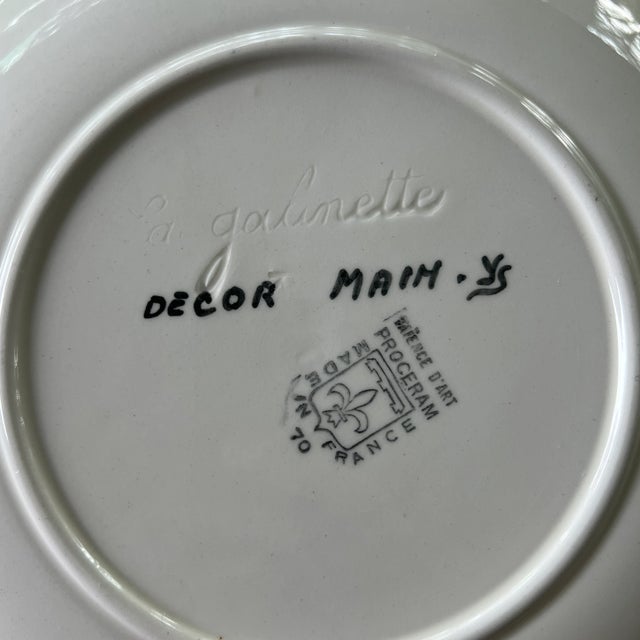 La galinette
DECOR MAIN. YS
FAÏENCE D'ART
PROCERAM
MADE IN
FRANCE
70